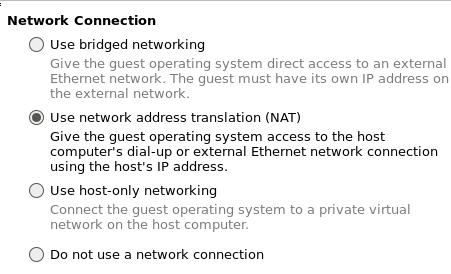 Network Connection
Use bridged networking
Give the guest operating system direct access to an external
Ethernet network. The guest must have its own IP address on
the external network.
Use network address translation (NAT)
Give the guest operating system access to the host
computer's dial-up or external Ethernet network connection
using the host's IP address.
Use host-only networking
Connect the guest operating system to a private virtual
network on the host computer.
Do not use a network connection